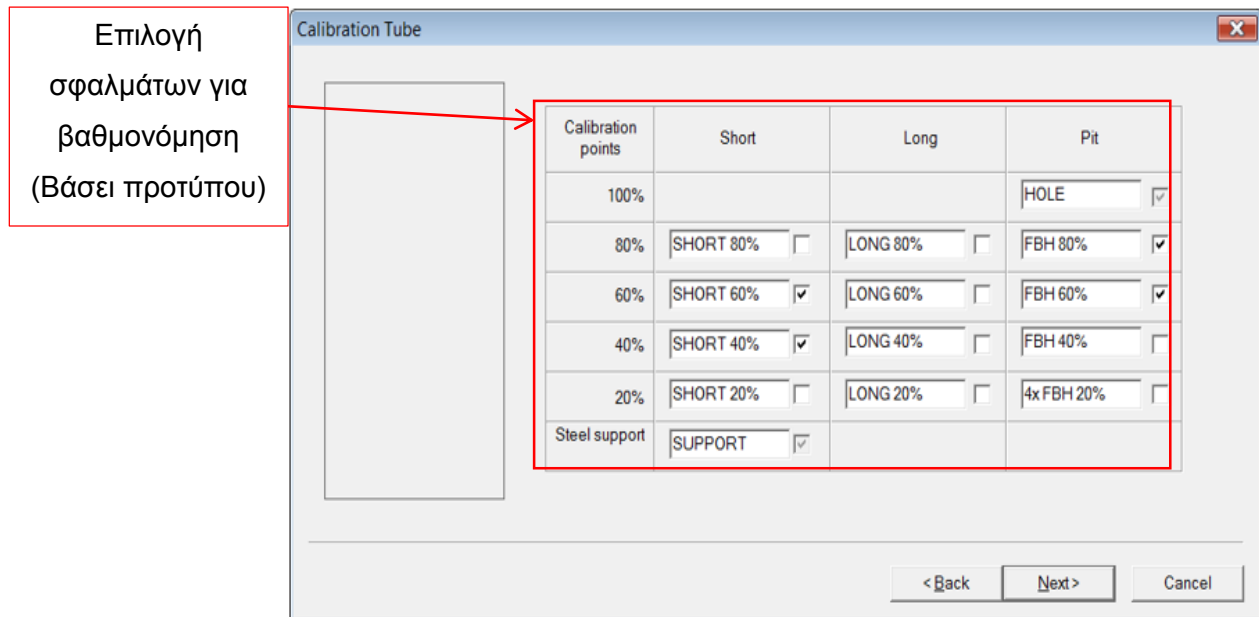 Επιλογή
σφαλμάτων για
βαθμονόμηση
(Βάσει προτύπου)
Calibration Tube
Calibration points Short Long Pit
100% HOLE
80% SHORT 80% LONG 80% FBH 80%
60% SHORT 60% LONG 60% FBH 60%
40% SHORT 40% LONG 40% FBH 40%
20% SHORT 20% LONG 20% 4x FBH 20%
Steel support SUPPORT
< Back Next > Cancel